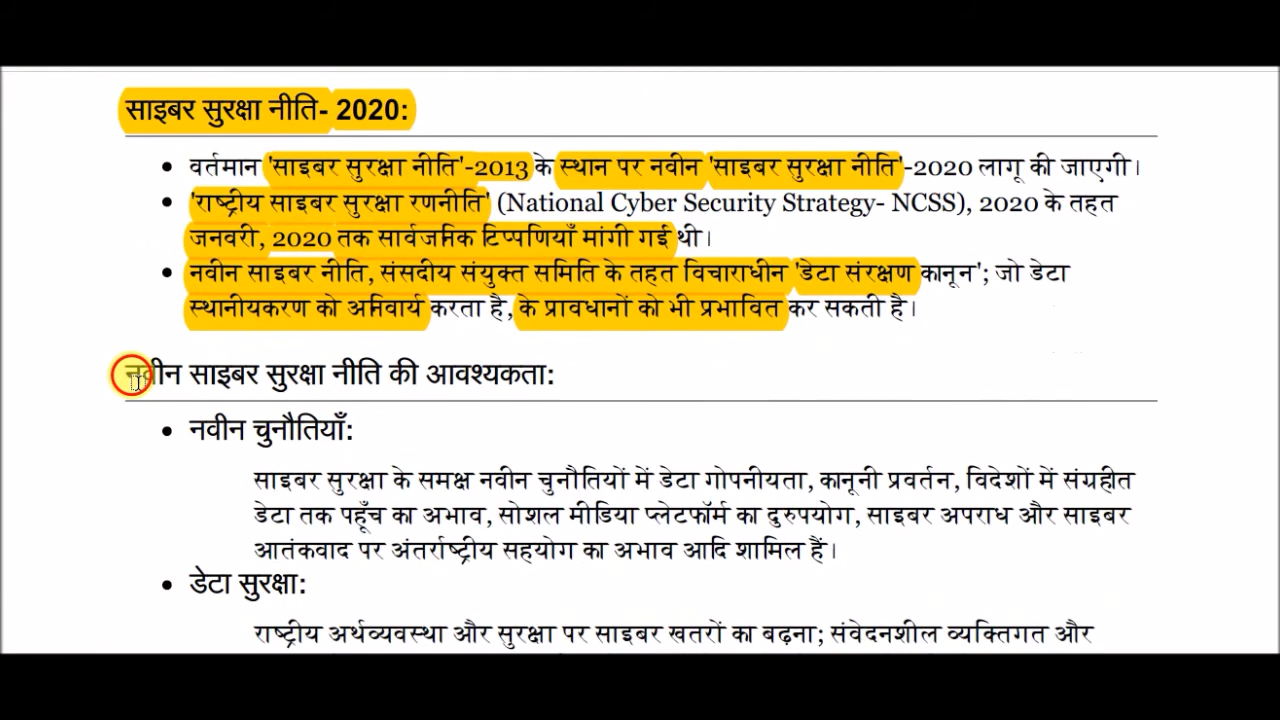 साइबर सुरक्षा नीति- 2020:
वर्तमान 'साइबर सुरक्षा नीति'-2013 के स्थान पर नवीन 'साइबर सुरक्षा नीति'-2020 लागू की जाएगी।
'राष्ट्रीय साइबर सुरक्षा रणनीति' (National Cyber Security Strategy- NCSS), 2020 के तहत
जनवरी, 2020 तक सार्वजनिक टिप्पणियाँ मांगी गई थी।
नवीन साइबर नीति, संसदीय संयुक्त समिति के तहत विचाराधीन 'डेटा संरक्षण कानून'; जो डेटा
स्थानीयकरण को अनिवार्य करता है, के प्रावधानों को भी प्रभावित कर सकती है।
नवीन साइबर सुरक्षा नीति की आवश्यकता:
नवीन चुनौतियाँ:
साइबर सुरक्षा के समक्ष नवीन चुनौतियों में डेटा गोपनीयता, कानूनी प्रवर्तन, विदेशों में संग्रहीत
डेटा तक पहूँच का अभाव, सोशल मीडिया प्लेटफॉर्म का दुरुपयोग, साइबर अपराध और साइबर
आतंकवाद पर अंतर्राष्ट्रीय सहयोग का अभाव आदि शामिल हैं।
डेटा सुरक्षा:
राष्ट्रीय अर्थव्यवस्था और सुरक्षा पर साइबर खतरों का बढ़ना; संवेदनशील व्यक्तिगत और